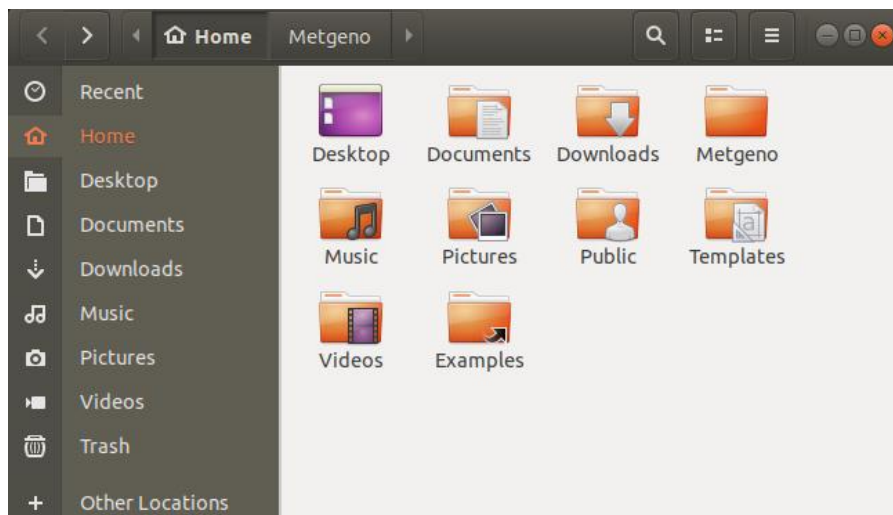 Home Metgeno
Recent
Home
Desktop
Documents
Downloads
Music
Pictures
Videos
Trash
Other Locations
Desktop Documents Downloads Metgeno
Music Pictures Public Templates
Videos Examples